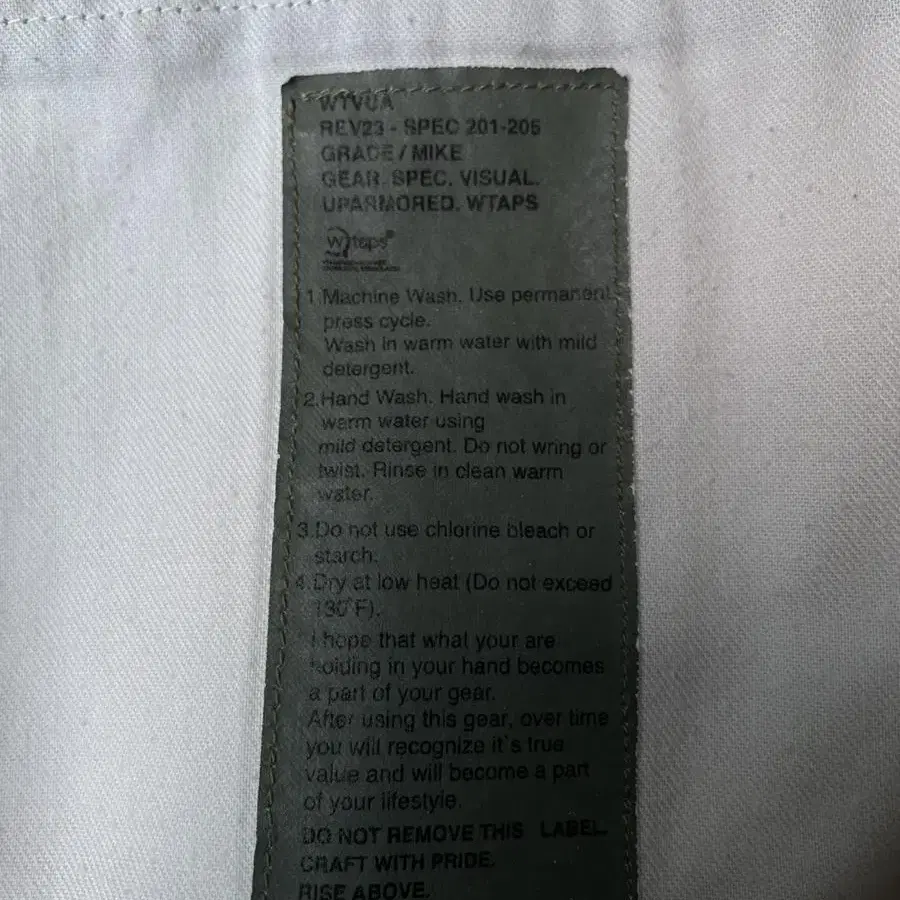 WTVUA
REV23 - SPEC 201-205
GRADE / MIKE
GEAR. SPEC. VISUAL.
UPARMORED. WTAPS
W)taps
1.Machine Wash. Use permanent
press cycle.
Wash in warm water with mild
detergent.
2.Hand Wash. Hand wash in
warm water using
mild detergent. Do not wring or
twist. Rinse in clean warm
water.
3.Do not use chlorine bleach or
starch.
4.Dry at low heat (Do not exceed
130°F).
I hope that what your are
holding in your hand becomes
a part of your gear.
After using this gear, over time
you will recognize it`s true
value and will become a part
of your lifestyle.
DO NOT REMOVE THIS LABEL.
CRAFT WITH PRIDE.
RISE ABOVE.